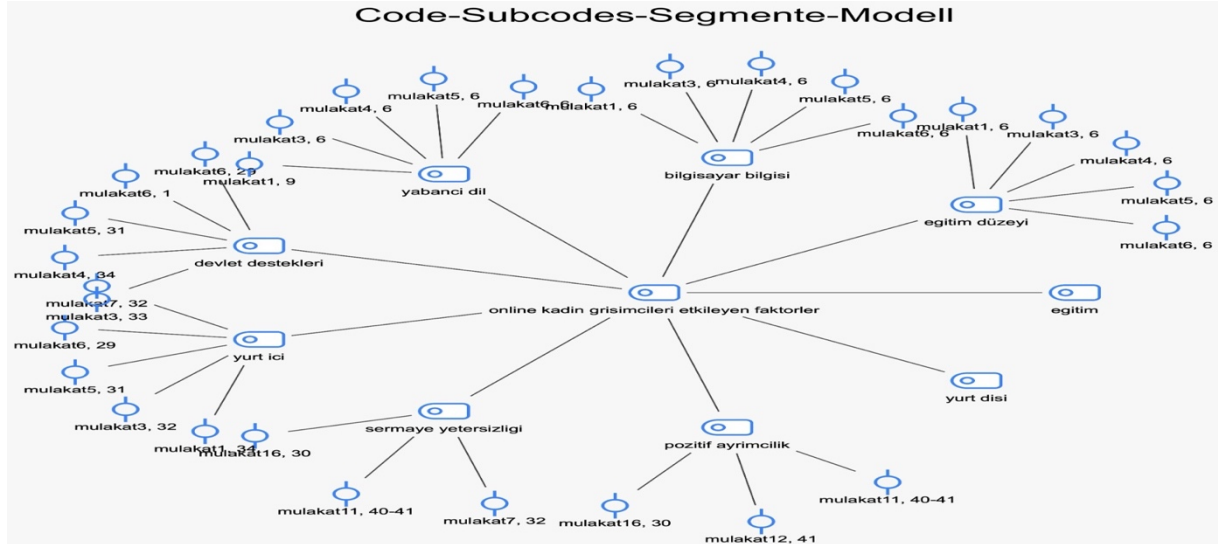 Code-Subcodes-Segmente-Modell
mulakat5, 6
mulakat4, 6
mulakat6, 6
mulakat3, 6
mulakat1, 9
yabanci dil
mulakat3, 6
mulakat4, 6
mulakat1, 6
mulakat5, 6
mulakat6, 6
bilgisayar bilgisi
mulakat1, 6
mulakat3, 6
mulakat4, 6
mulakat5, 6
mulakat6, 6
egitim düzeyi
mulakat6, 29
mulakat6, 1
mulakat5, 31
mulakat4, 34
mulakat3, 33
devlet destekleri
online kadin grisimcileri etkileyen faktorler
egitim
mulakat7, 32
mulakat6, 29
mulakat5, 31
mulakat3, 32
mulakat1, 34
yurt ici
yurt disi
sermaye yetersizligi
mulakat16, 30
mulakat11, 40-41
mulakat7, 32
pozitif ayrimcilik
mulakat16, 30
mulakat12, 41
mulakat11, 40-41